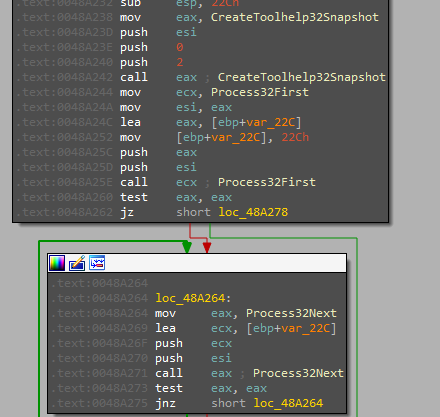 .text:0048A232 sub esp, 22Ch
.text:0048A238 mov eax, CreateToolhelp32Snapshot
.text:0048A23D push esi
.text:0048A23E push 0
.text:0048A240 push 2
.text:0048A242 call eax ; CreateToolhelp32Snapshot
.text:0048A244 mov ecx, Process32First
.text:0048A24A mov esi, eax
.text:0048A24C lea eax, [ebp+var_22C]
.text:0048A252 mov [ebp+var_22C], 22Ch
.text:0048A25C push eax
.text:0048A25D push esi
.text:0048A25E call ecx ; Process32First
.text:0048A260 test eax, eax
.text:0048A262 jz short loc_48A278
.text:0048A264
.text:0048A264 loc_48A264:
.text:0048A264 mov eax, Process32Next
.text:0048A269 lea ecx, [ebp+var_22C]
.text:0048A26F push ecx
.text:0048A270 push esi
.text:0048A271 call eax ; Process32Next
.text:0048A273 test eax, eax
.text:0048A275 jnz short loc_48A264